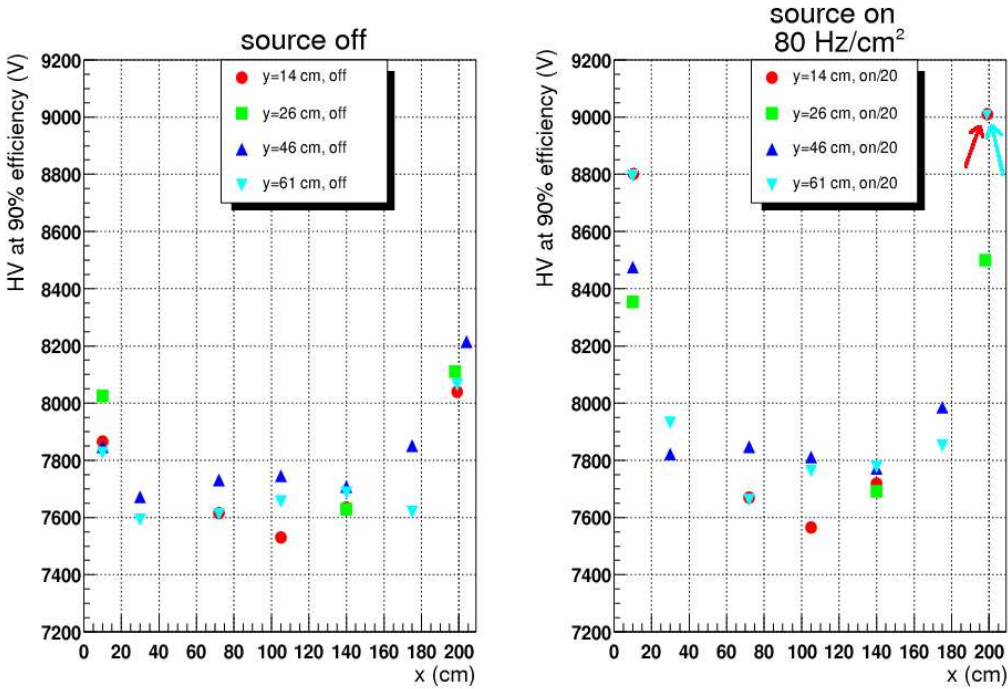 source off
HV at 90% efficiency (V)
9200
9000
8800
8600
8400
8200
8000
7800
7600
7400
7200
0 20 40 60 80 100 120 140 160 180 200
x (cm)
y=14 cm, off
y=26 cm, off
y=46 cm, off
y=61 cm, off
source on
80 Hz/cm²
HV at 90% efficiency (V)
9200
9000
8800
8600
8400
8200
8000
7800
7600
7400
7200
0 20 40 60 80 100 120 140 160 180 200
x (cm)
y=14 cm, on/20
y=26 cm, on/20
y=46 cm, on/20
y=61 cm, on/20